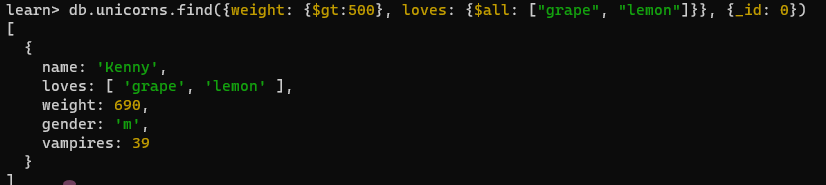 learn> db.unicorns.find({weight: {$gt:500}, loves: {$all: ["grape", "lemon"]}}, {_id: 0})
[
  {
    name: 'Kenny',
    loves: [ 'grape', 'lemon' ],
    weight: 690,
    gender: 'm',
    vampires: 39
  }
]